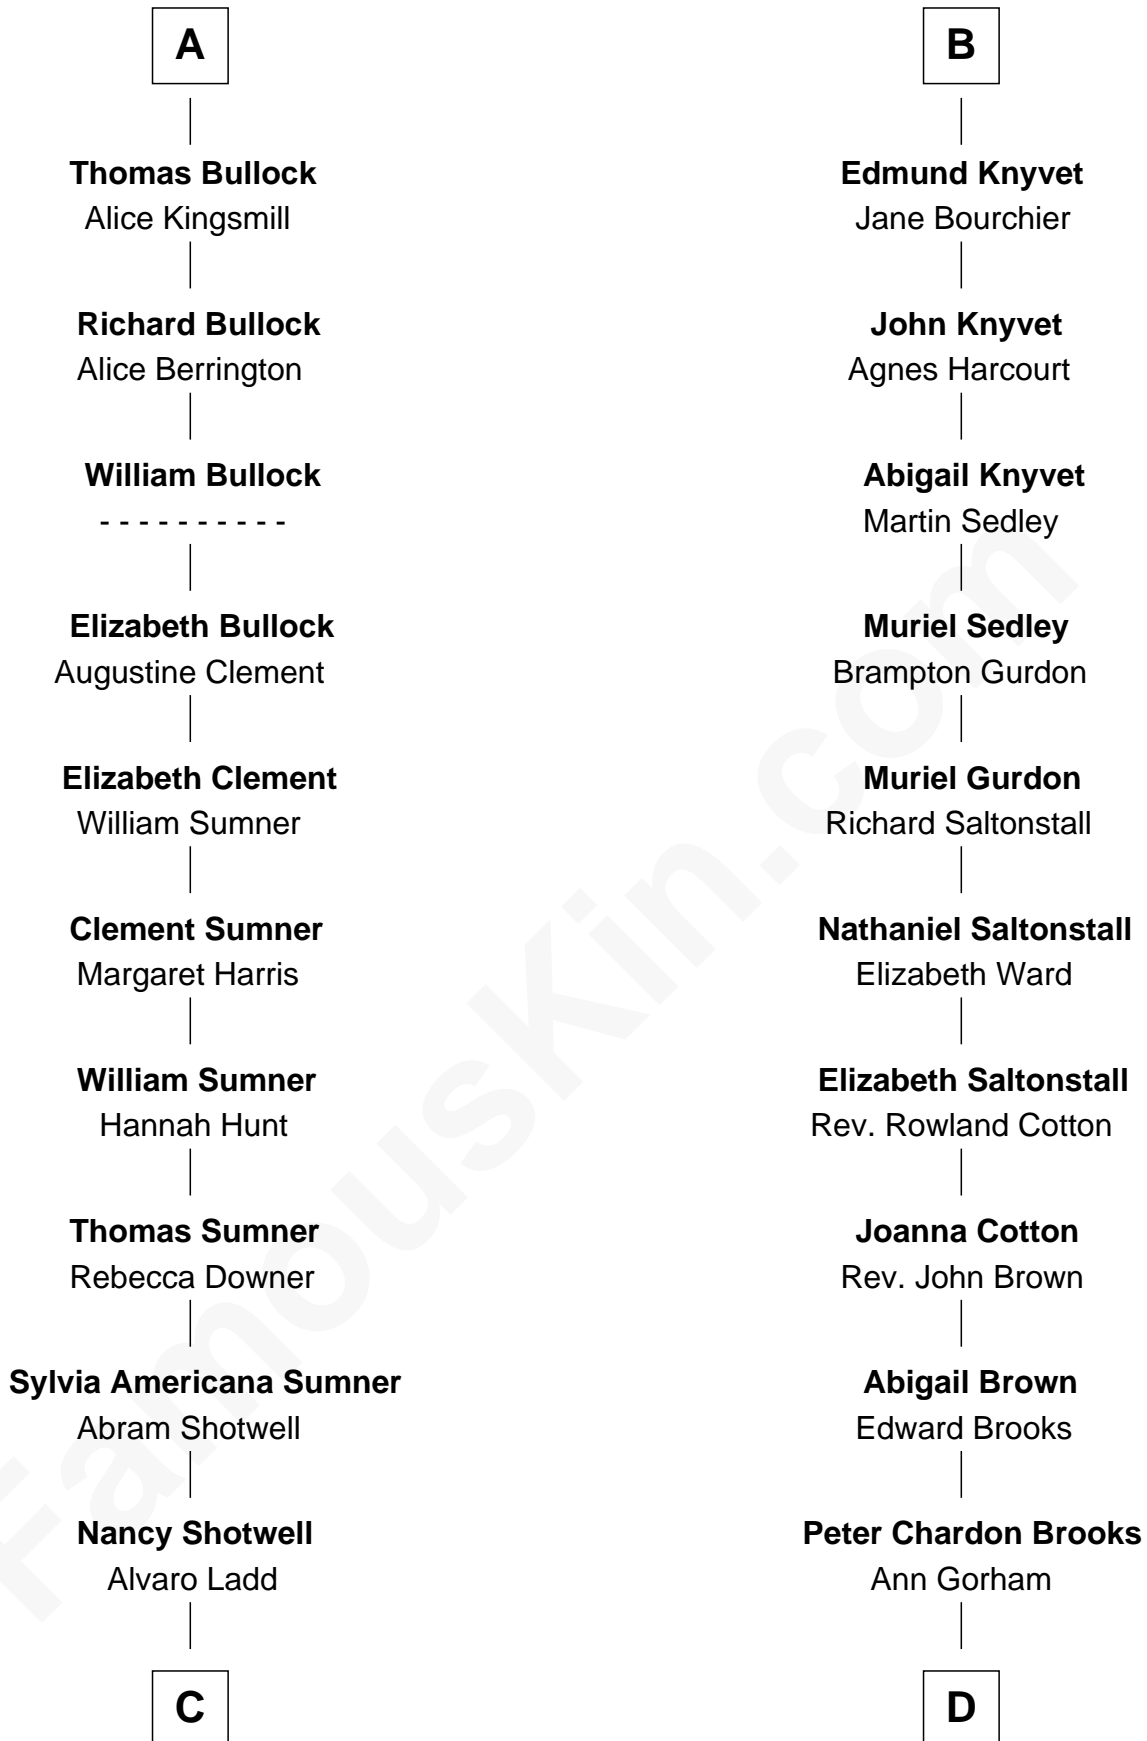 A
Thomas Bullock
Alice Kingsmill
Richard Bullock
Alice Berrington
William Bullock
- - - - - - - - - -
Elizabeth Bullock
Augustine Clement
Elizabeth Clement
William Sumner
Clement Sumner
Margaret Harris
William Sumner
Hannah Hunt
Thomas Sumner
Rebecca Downer
Sylvia Americana Sumner
Abram Shotwell
Nancy Shotwell
Alvaro Ladd
C
B
Edmund Knyvet
Jane Bourchier
John Knyvet
Agnes Harcourt
Abigail Knyvet
Martin Sedley
Muriel Sedley
Brampton Gurdon
Muriel Gurdon
Richard Saltonstall
Nathaniel Saltonstall
Elizabeth Ward
Elizabeth Saltonstall
Rev. Rowland Cotton
Joanna Cotton
Rev. John Brown
Abigail Brown
Edward Brooks
Peter Chardon Brooks
Ann Gorham
D
FamousKin.com